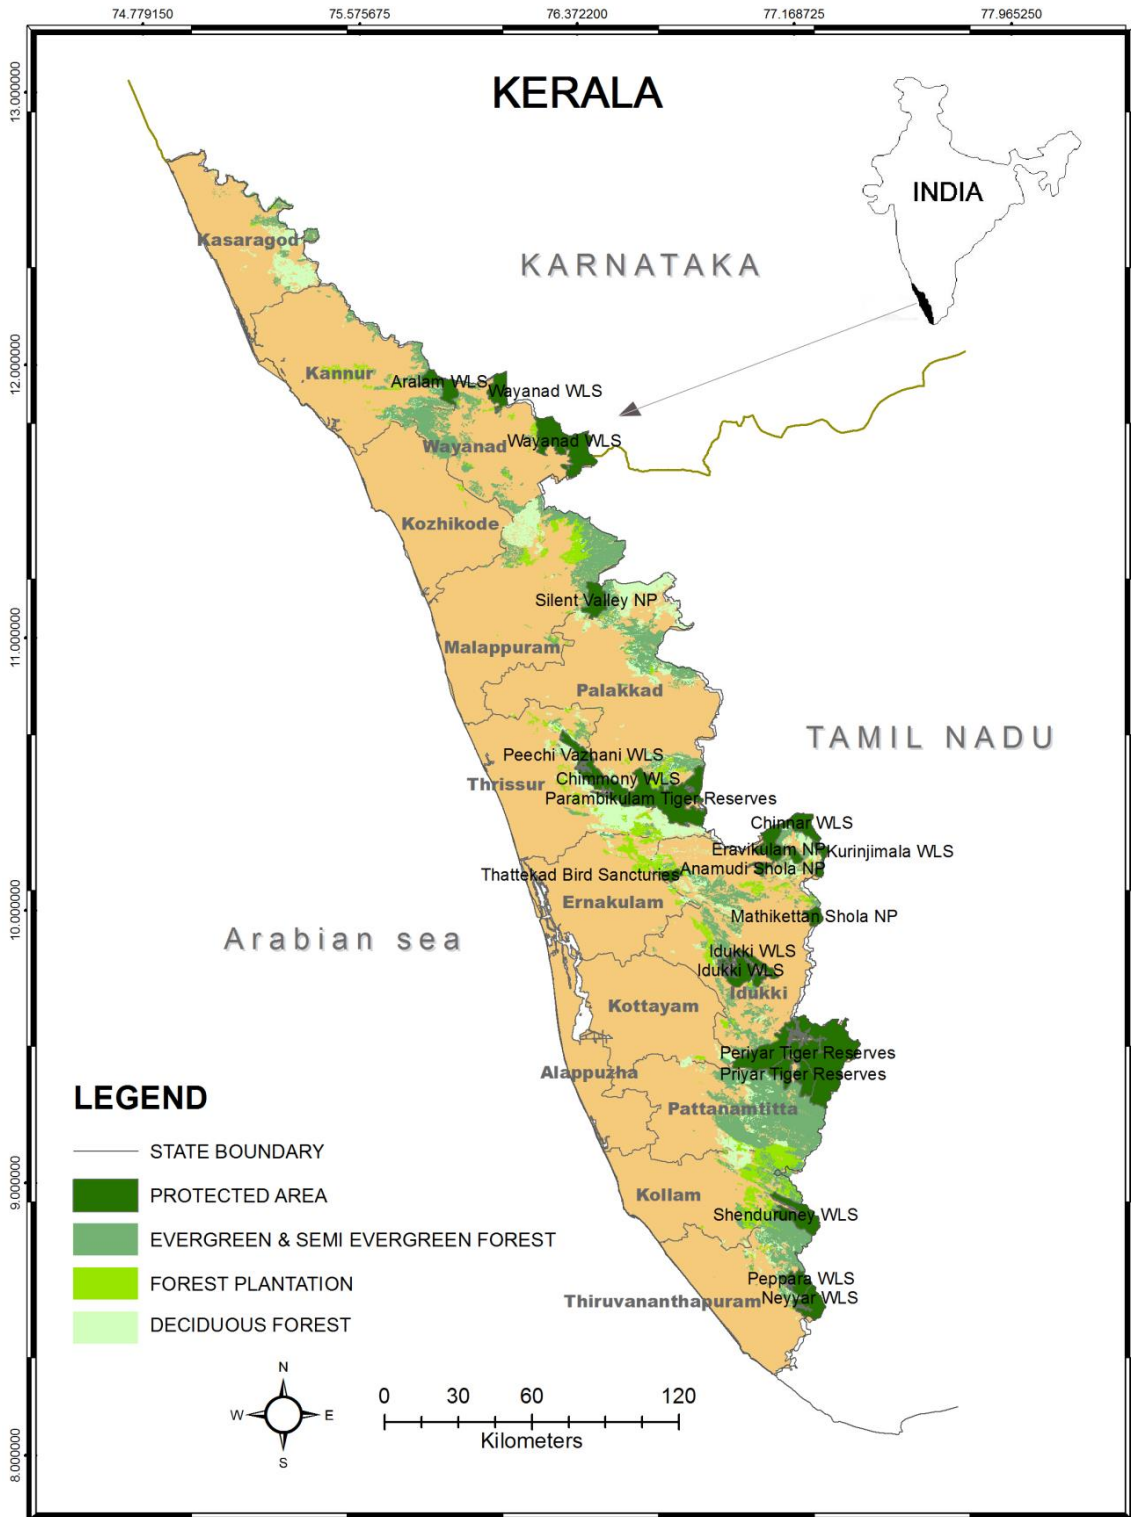 74.779150 75.575675 76.372200 77.168725 77.965250
13.000000
12.000000
11.000000
10.000000
9.000000
8.000000
KERALA
INDIA
KARNATAKA
Kasaragod
Kannur
Aralam WLS
Wayanad WLS
Wayanad WLS
Wayanad
Kozhikode
Silent Valley NP
Malappuram
Palakkad
TAMIL NADU
Peechi Vazhani WLS
Thrissur
Chimmony WLS
Parambikulam Tiger Reserves
Chinnar WLS
Eravikulam NP
Kurinjimala WLS
Anamudi Shola NP
Thattekad Bird Sancturies
Ernakulam
Mathikettan Shola NP
Arabian sea
Idukki WLS
Idukki WLS
Idukki
Kottayam
Periyar Tiger Reserves
Alappuzha
Priyar Tiger Reserves
Pattanamtitta
Kollam
Shenduruney WLS
Peppara WLS
Neyyar WLS
Thiruvananthapuram
LEGEND
STATE BOUNDARY
PROTECTED AREA
EVERGREEN & SEMI EVERGREEN FOREST
FOREST PLANTATION
DECIDUOUS FOREST
N
W E
S
0 30 60 120
Kilometers